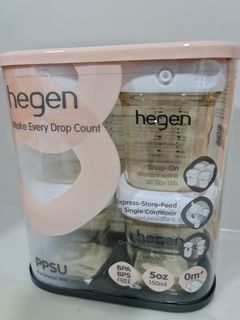 hegen
Make Every Drop Count
hegen
Snap-On
Express-Store-Feed
Single Container
hegen
PPSU
BPA
BPS
FREE
5oz
150ml
0m+